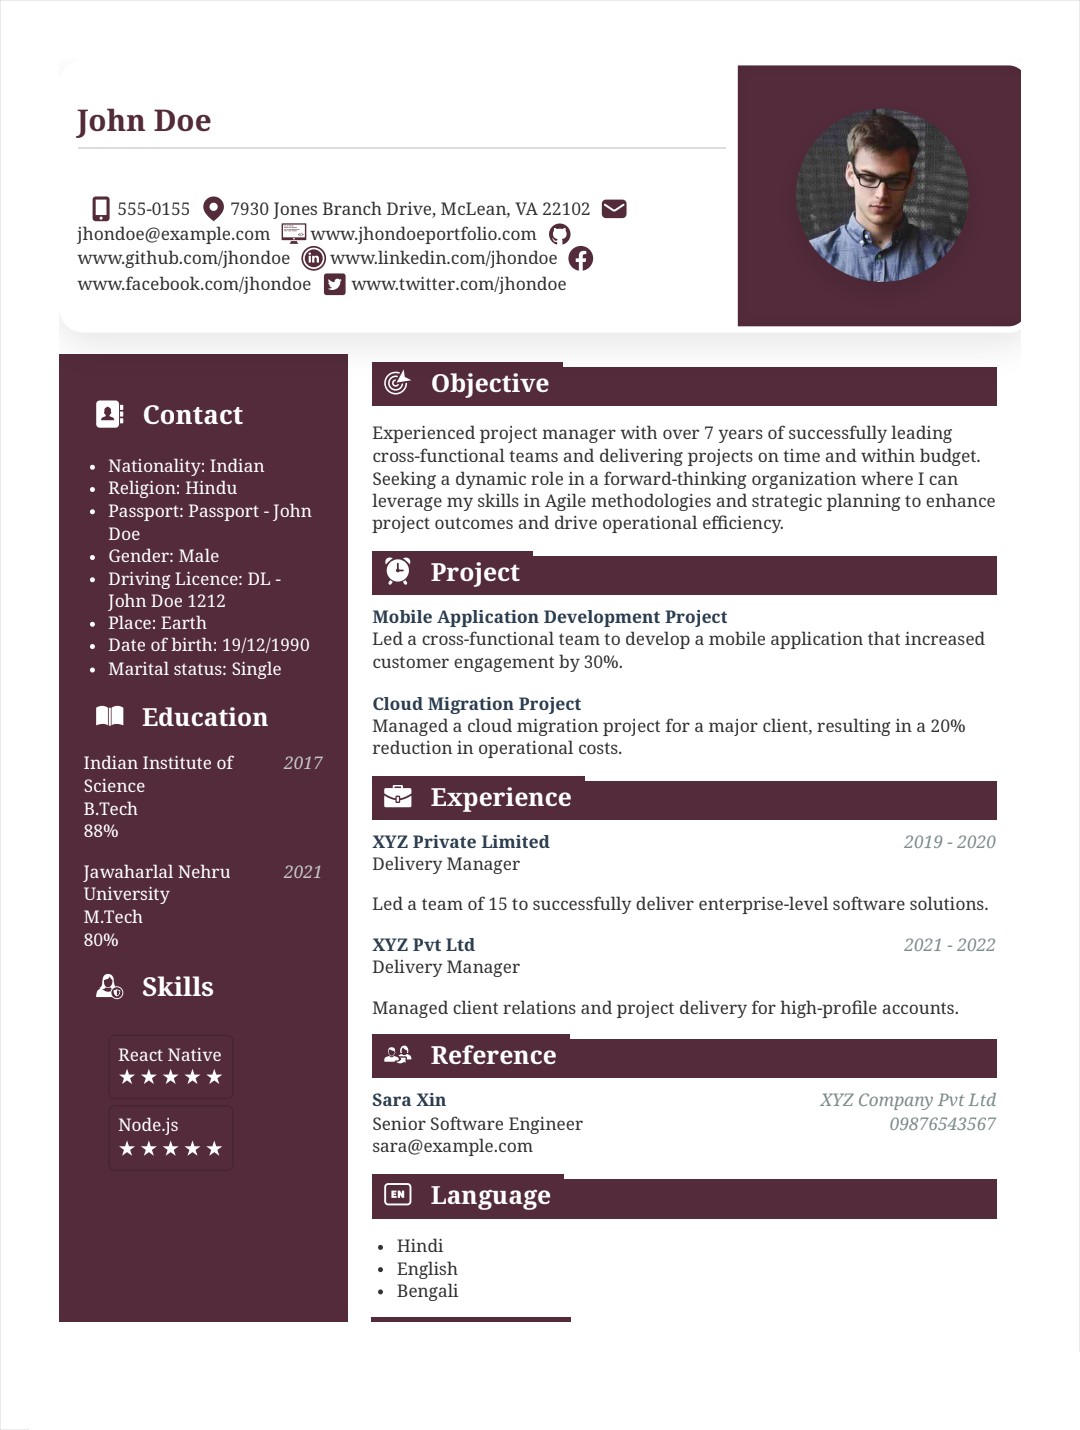 John Doe
555-0155 7930 Jones Branch Drive, McLean, VA 22102
jhondoe@example.com www.jhondoeportfolio.com
www.github.com/jhondoe in www.linkedin.com/jhondoe
www.facebook.com/jhondoe www.twitter.com/jhondoe
Contact
• Nationality: Indian
• Religion: Hindu
• Passport: Passport - John
Doe
• Gender: Male
• Driving Licence: DL -
John Doe 1212
• Place: Earth
• Date of birth: 19/12/1990
• Marital status: Single
Education
Indian Institute of 2017
Science
B.Tech
88%
Jawaharlal Nehru 2021
University
M.Tech
80%
Skills
React Native
★★★★★
Node.js
★★★★★
Objective
Experienced project manager with over 7 years of successfully leading
cross-functional teams and delivering projects on time and within budget.
Seeking a dynamic role in a forward-thinking organization where I can
leverage my skills in Agile methodologies and strategic planning to enhance
project outcomes and drive operational efficiency.
Project
Mobile Application Development Project
Led a cross-functional team to develop a mobile application that increased
customer engagement by 30%.
Cloud Migration Project
Managed a cloud migration project for a major client, resulting in a 20%
reduction in operational costs.
Experience
XYZ Private Limited 2019 - 2020
Delivery Manager
Led a team of 15 to successfully deliver enterprise-level software solutions.
XYZ Pvt Ltd 2021 - 2022
Delivery Manager
Managed client relations and project delivery for high-profile accounts.
Reference
Sara Xin XYZ Company Pvt Ltd
Senior Software Engineer 09876543567
sara@example.com
EN Language
• Hindi
• English
• Bengali